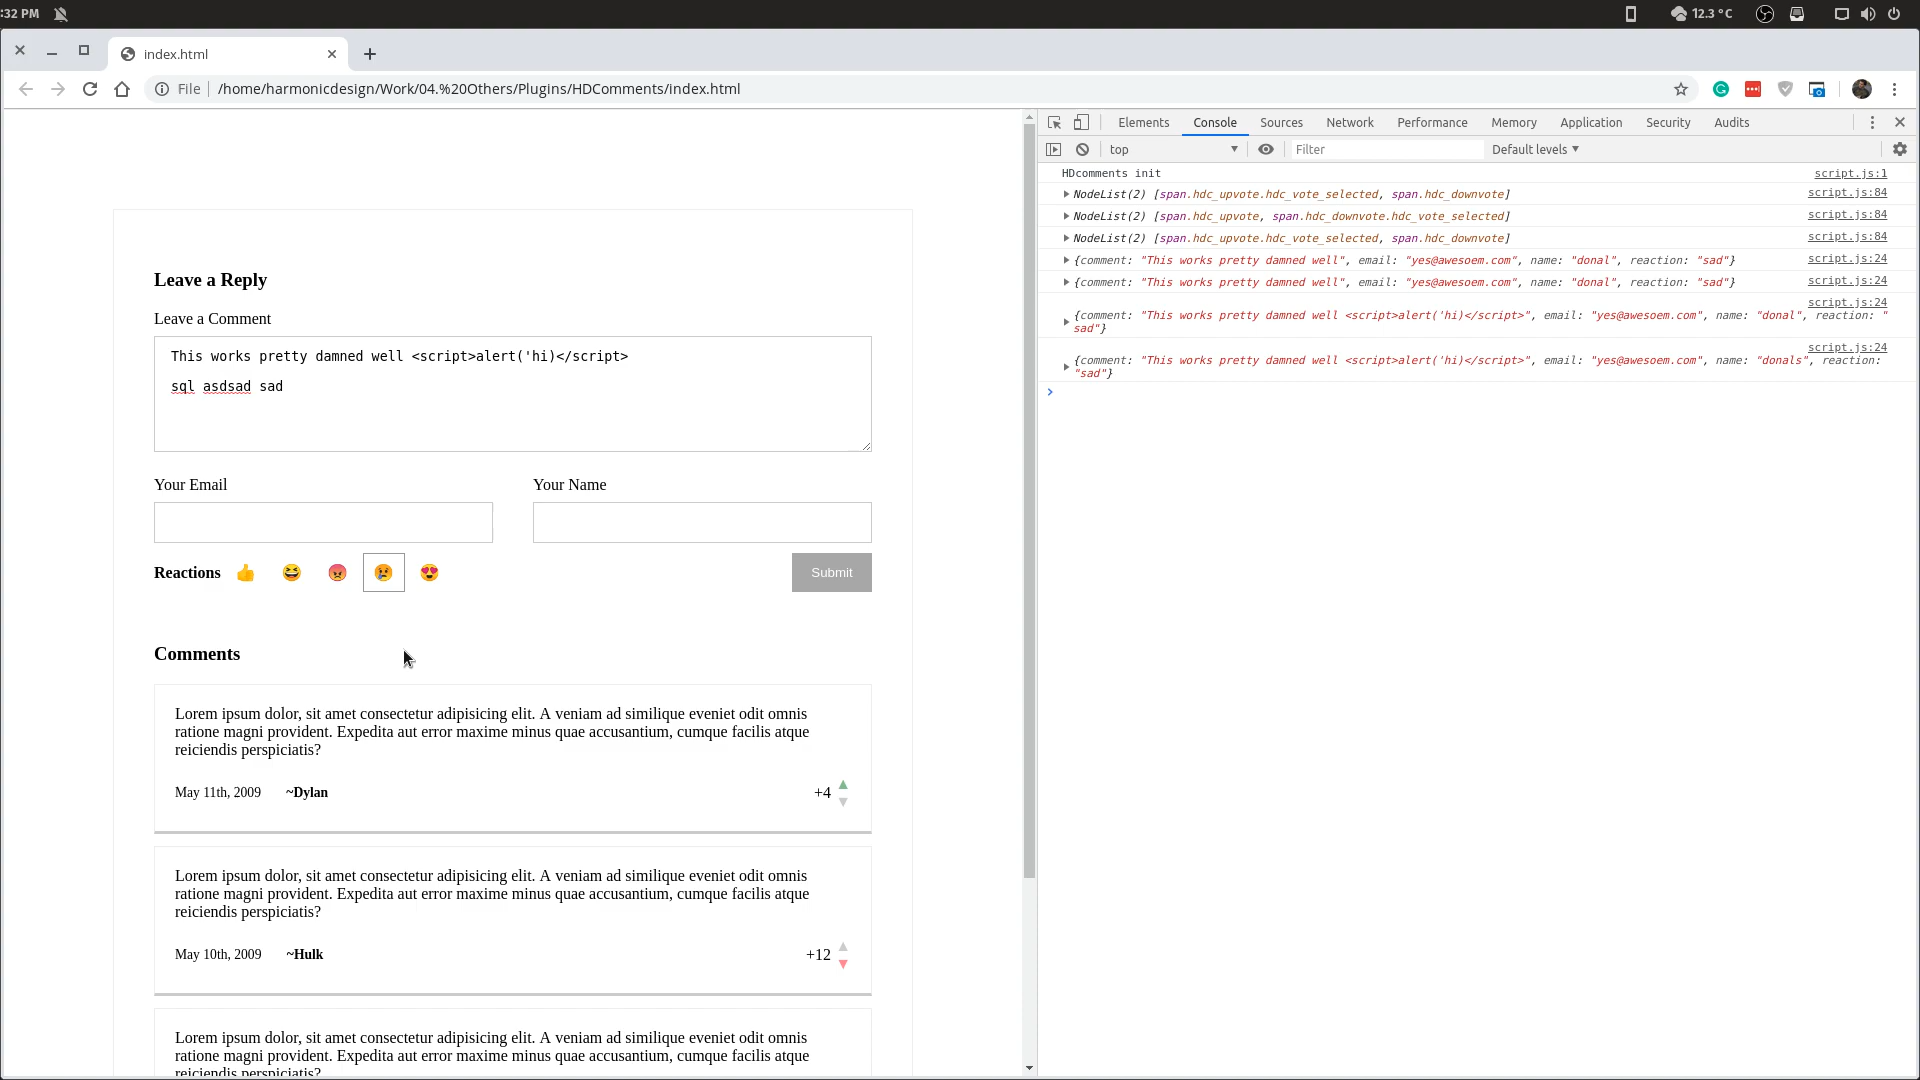 :32 PM
12.3 °C
index.html
File
/home/harmonicdesign/Work/04.%20Others/Plugins/HDComments/index.html
Leave a Reply
Leave a Comment
This works pretty damned well <script>alert('hi)</script>
sql asdsad sad
Your Email
Your Name
Reactions
Submit
Comments
Lorem ipsum dolor, sit amet consectetur adipisicing elit. A veniam ad similique eveniet odit omnis
ratione magni provident. Expedita aut error maxime minus quae accusantium, cumque facilis atque
reiciendis perspiciatis?
May 11th, 2009 ~Dylan +4
Lorem ipsum dolor, sit amet consectetur adipisicing elit. A veniam ad similique eveniet odit omnis
ratione magni provident. Expedita aut error maxime minus quae accusantium, cumque facilis atque
reiciendis perspiciatis?
May 10th, 2009 ~Hulk +12
Lorem ipsum dolor, sit amet consectetur adipisicing elit. A veniam ad similique eveniet odit omnis
ratione magni provident. Expedita aut error maxime minus quae accusantium, cumque facilis atque
reiciendis perspiciatis?
Elements Console Sources Network Performance Memory Application Security Audits
top Filter Default levels
HDcomments init script.js:1
NodeList(2) [span.hdc_upvote.hdc_vote_selected, span.hdc_downvote] script.js:84
NodeList(2) [span.hdc_upvote, span.hdc_downvote.hdc_vote_selected] script.js:84
NodeList(2) [span.hdc_upvote.hdc_vote_selected, span.hdc_downvote] script.js:84
{comment: "This works pretty damned well", email: "yes@awesoem.com", name: "donal", reaction: "sad"} script.js:24
{comment: "This works pretty damned well", email: "yes@awesoem.com", name: "donal", reaction: "sad"} script.js:24
script.js:24
{comment: "This works pretty damned well <script>alert('hi)</script>", email: "yes@awesoem.com", name: "donal", reaction: "
sad"}
script.js:24
{comment: "This works pretty damned well <script>alert('hi)</script>", email: "yes@awesoem.com", name: "donals", reaction:
"sad"}